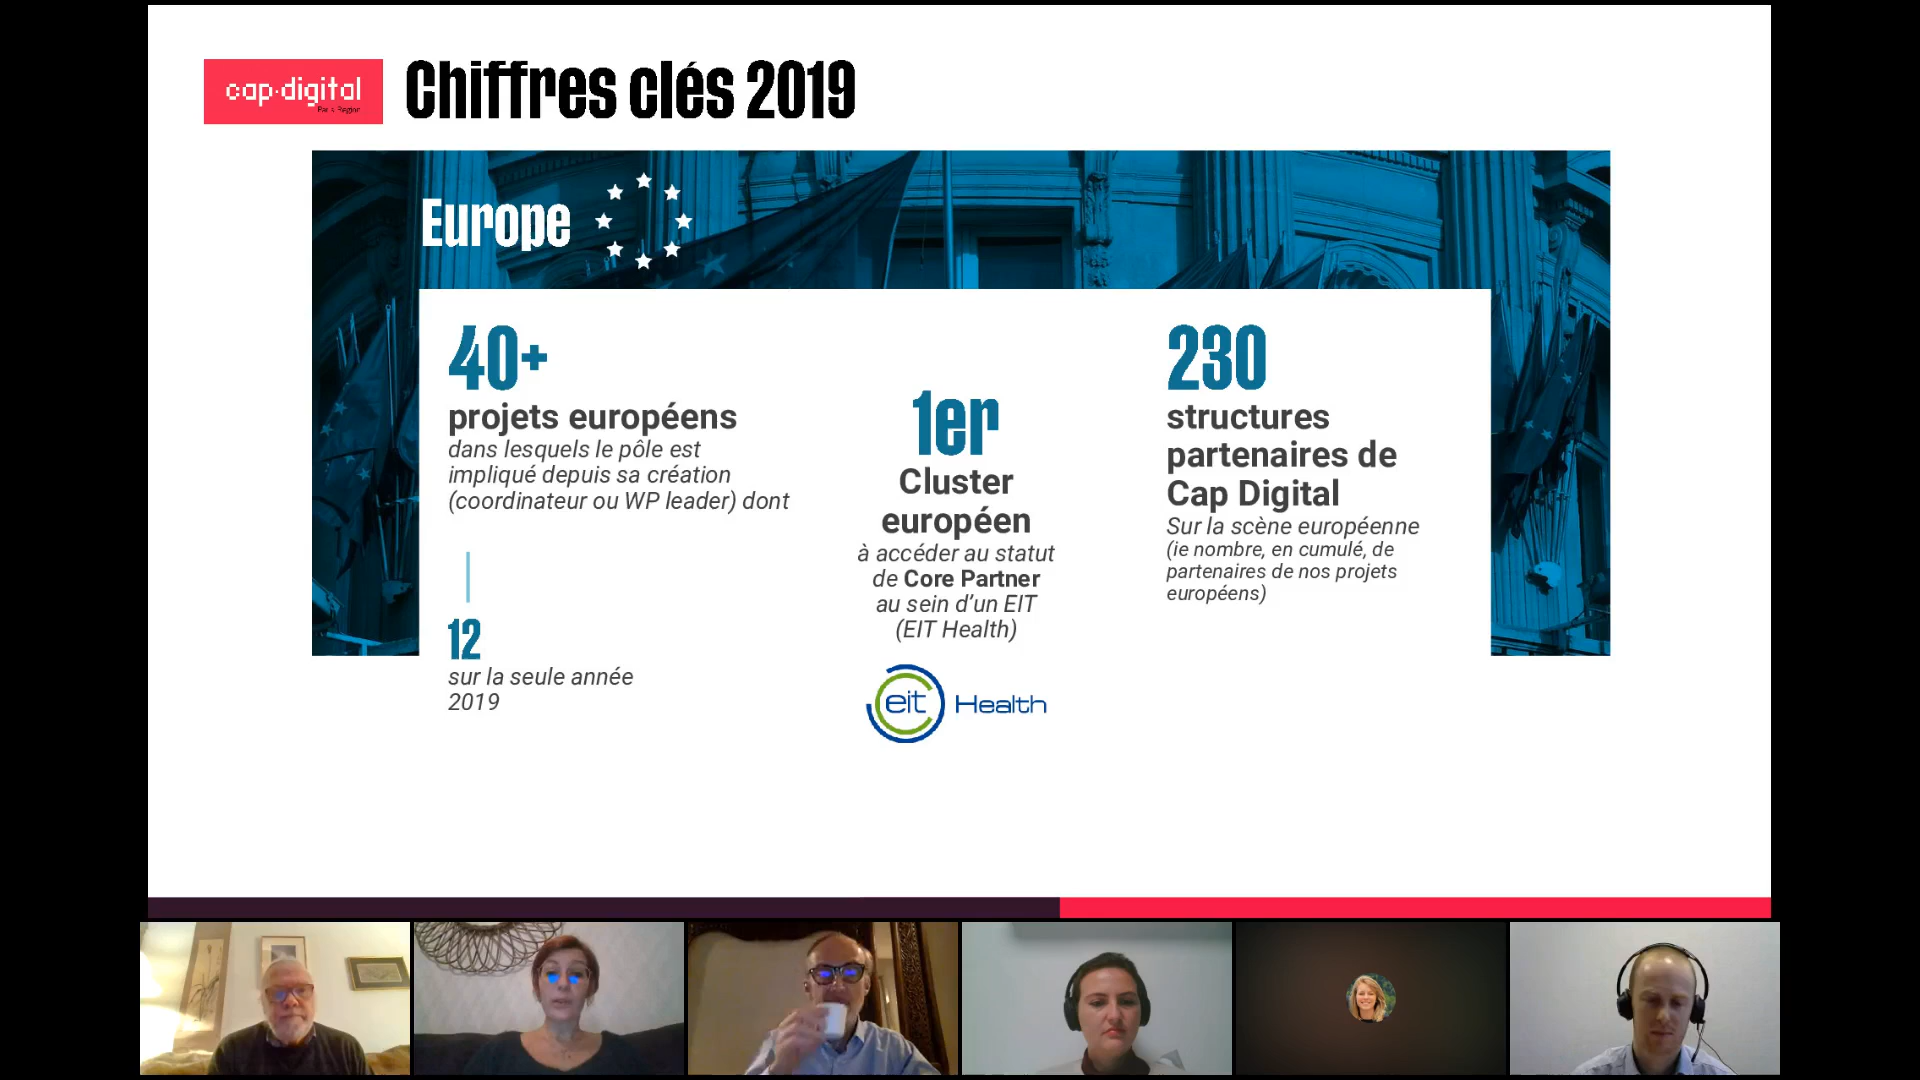 cap·digital
Paris Region
Chiffres clés 2019
Europe
40+
projets européens
dans lesquels le pôle est
impliqué depuis sa création
(coordinateur ou WP leader) dont
12
sur la seule année
2019
1er
Cluster
européen
à accéder au statut
de Core Partner
au sein d'un EIT
(EIT Health)
eit Health
230
structures
partenaires de
Cap Digital
Sur la scène européenne
(ie nombre, en cumulé, de
partenaires de nos projets
européens)